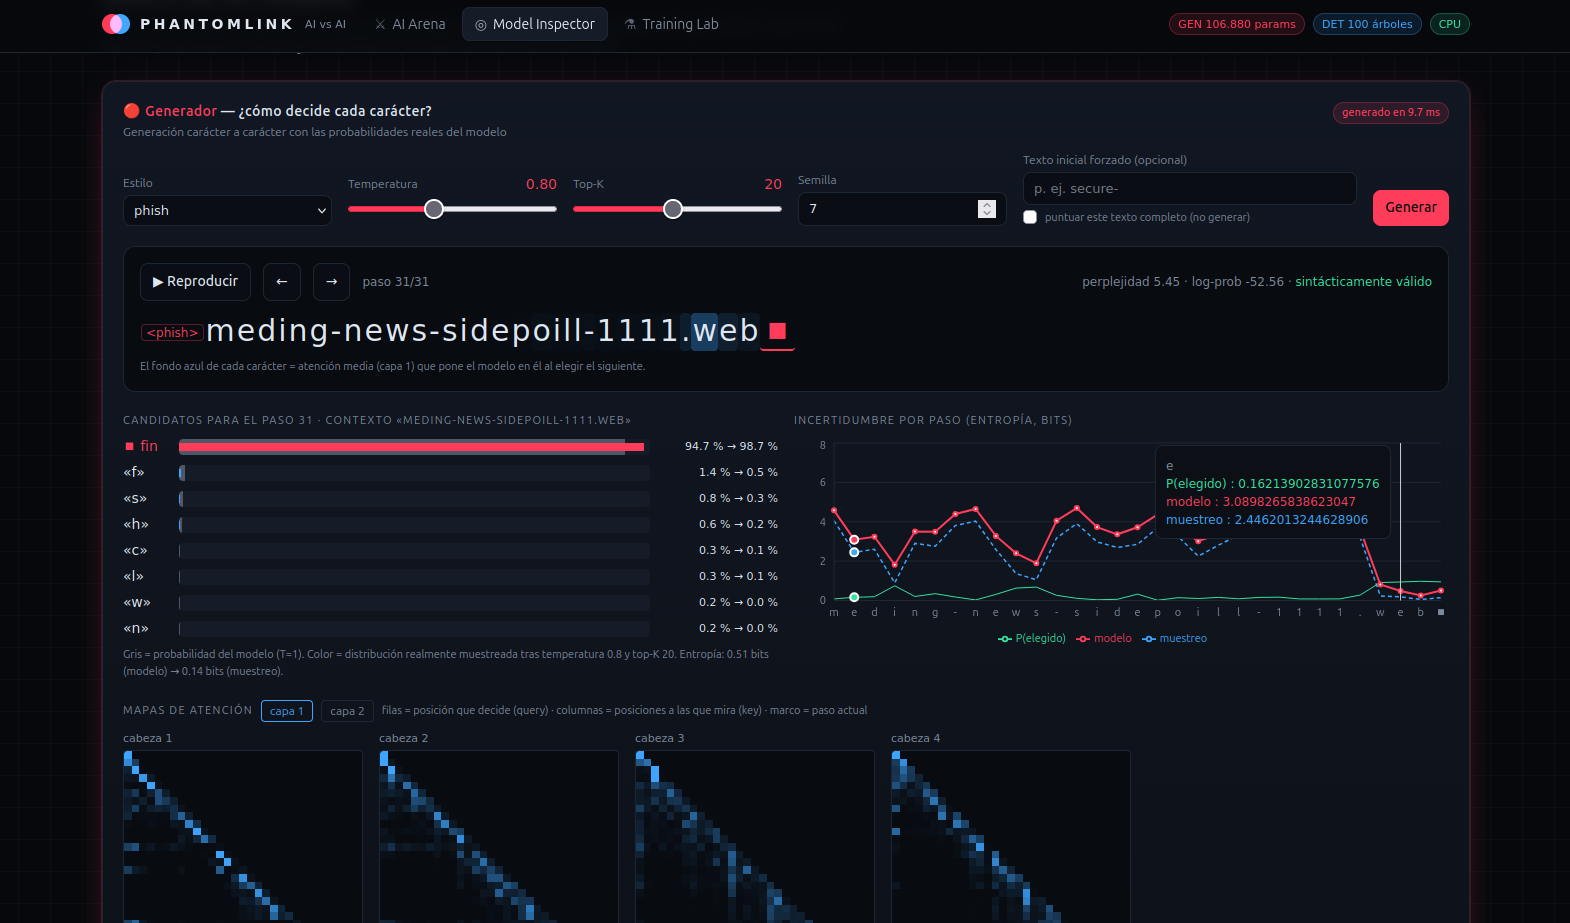 PHANTOMLINK AI vs AI AI Arena Model Inspector Training Lab GEN 106.880 params DET 100 árboles CPU
Generador — ¿cómo decide cada carácter?
generado en 9.7 ms
Generación carácter a carácter con las probabilidades reales del modelo
Texto inicial forzado (opcional)
Estilo Temperatura 0.80 Top-K 20 Semilla
phish 7 p. ej. secure- Generar
puntuar este texto completo (no generar)
▶ Reproducir ← → paso 31/31 perplejidad 5.45 · log-prob -52.56 · sintácticamente válido
<phish> meding-news-sidepoill-1111.web■
El fondo azul de cada carácter = atención media (capa 1) que pone el modelo en él al elegir el siguiente.
CANDIDATOS PARA EL PASO 31 · CONTEXTO «MEDING-NEWS-SIDEPOILL-1111.WEB»
■ fin 94.7 % → 98.7 %
«f» 1.4 % → 0.5 %
«s» 0.8 % → 0.3 %
«h» 0.6 % → 0.2 %
«c» 0.3 % → 0.1 %
«l» 0.3 % → 0.1 %
«w» 0.2 % → 0.0 %
«n» 0.2 % → 0.0 %
Gris = probabilidad del modelo (T=1). Color = distribución realmente muestreada tras temperatura 0.8 y top-K 20. Entropía: 0.51 bits
(modelo) → 0.14 bits (muestreo).
INCERTIDUMBRE POR PASO (ENTROPÍA, BITS)
8
6
4
2
0
e
P(elegido) : 0.16213902831077576
modelo : 3.0898265838623047
muestreo : 2.4462013244628906
m e d i n g - n e w s - s i d e p o i l l - 1 1 1 1 . w e b ■
P(elegido) modelo muestreo
MAPAS DE ATENCIÓN capa 1 capa 2 filas = posición que decide (query) · columnas = posiciones a las que mira (key) · marco = paso actual
cabeza 1 cabeza 2 cabeza 3 cabeza 4